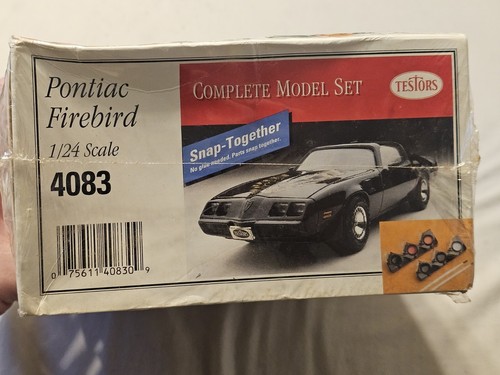 Pontiac
Firebird
1/24 Scale
4083
0 75611 40830 9
COMPLETE MODEL SET
TESTORS
Snap-Together
No glue needed. Parts snap together.
TESTORS